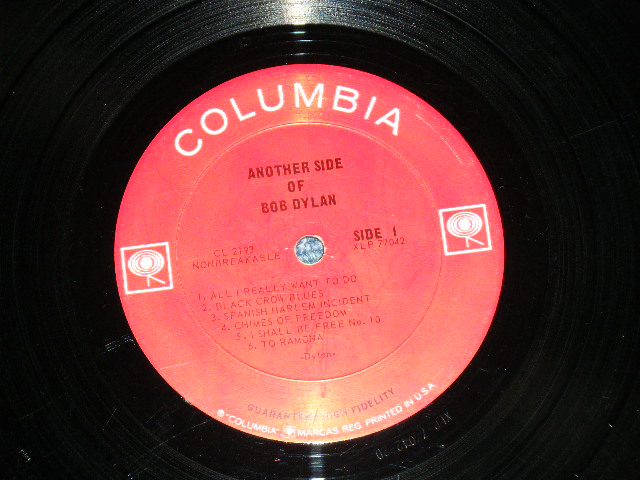 COLUMBIA
ANOTHER SIDE
OF
BOB DYLAN
CL 2193
NONBREAKABLE
SIDE 1
XLP 77042
1. ALL I REALLY WANT TO DO
2. BLACK CROW BLUES
3. SPANISH HARLEM INCIDENT
4. CHIMES OF FREEDOM
5. I SHALL BE FREE No. 10
6. TO RAMONA
-Dylan-
GUARANTEED HIGH FIDELITY
® "COLUMBIA" MARCAS REG. PRINTED IN U.S.A.